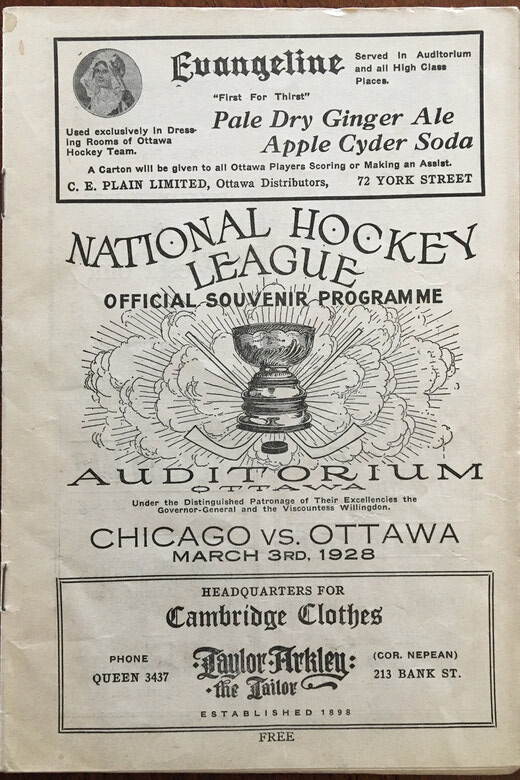 Evangeline
Served in Auditorium
and all High Class
Places.
"First For Thirst"
Pale Dry Ginger Ale
Apple Cyder Soda
Used exclusively in Dress-
ing Rooms of Ottawa
Hockey Team.
A Carton will be given to all Ottawa Players Scoring or Making an Assist.
C. E. PLAIN LIMITED, Ottawa Distributors, 72 YORK STREET
NATIONAL HOCKEY
LEAGUE
OFFICIAL SOUVENIR PROGRAMME
AUDITORIUM
OTTAWA
Under the Distinguished Patronage of Their Excellencies the
Governor-General and the Viscountess Willingdon.
CHICAGO VS. OTTAWA
MARCH 3RD, 1928
HEADQUARTERS FOR
Cambridge Clothes
PHONE
QUEEN 3437
Taylor-Arkley:
the Tailor
(COR. NEPEAN)
213 BANK ST.
ESTABLISHED 1898
FREE